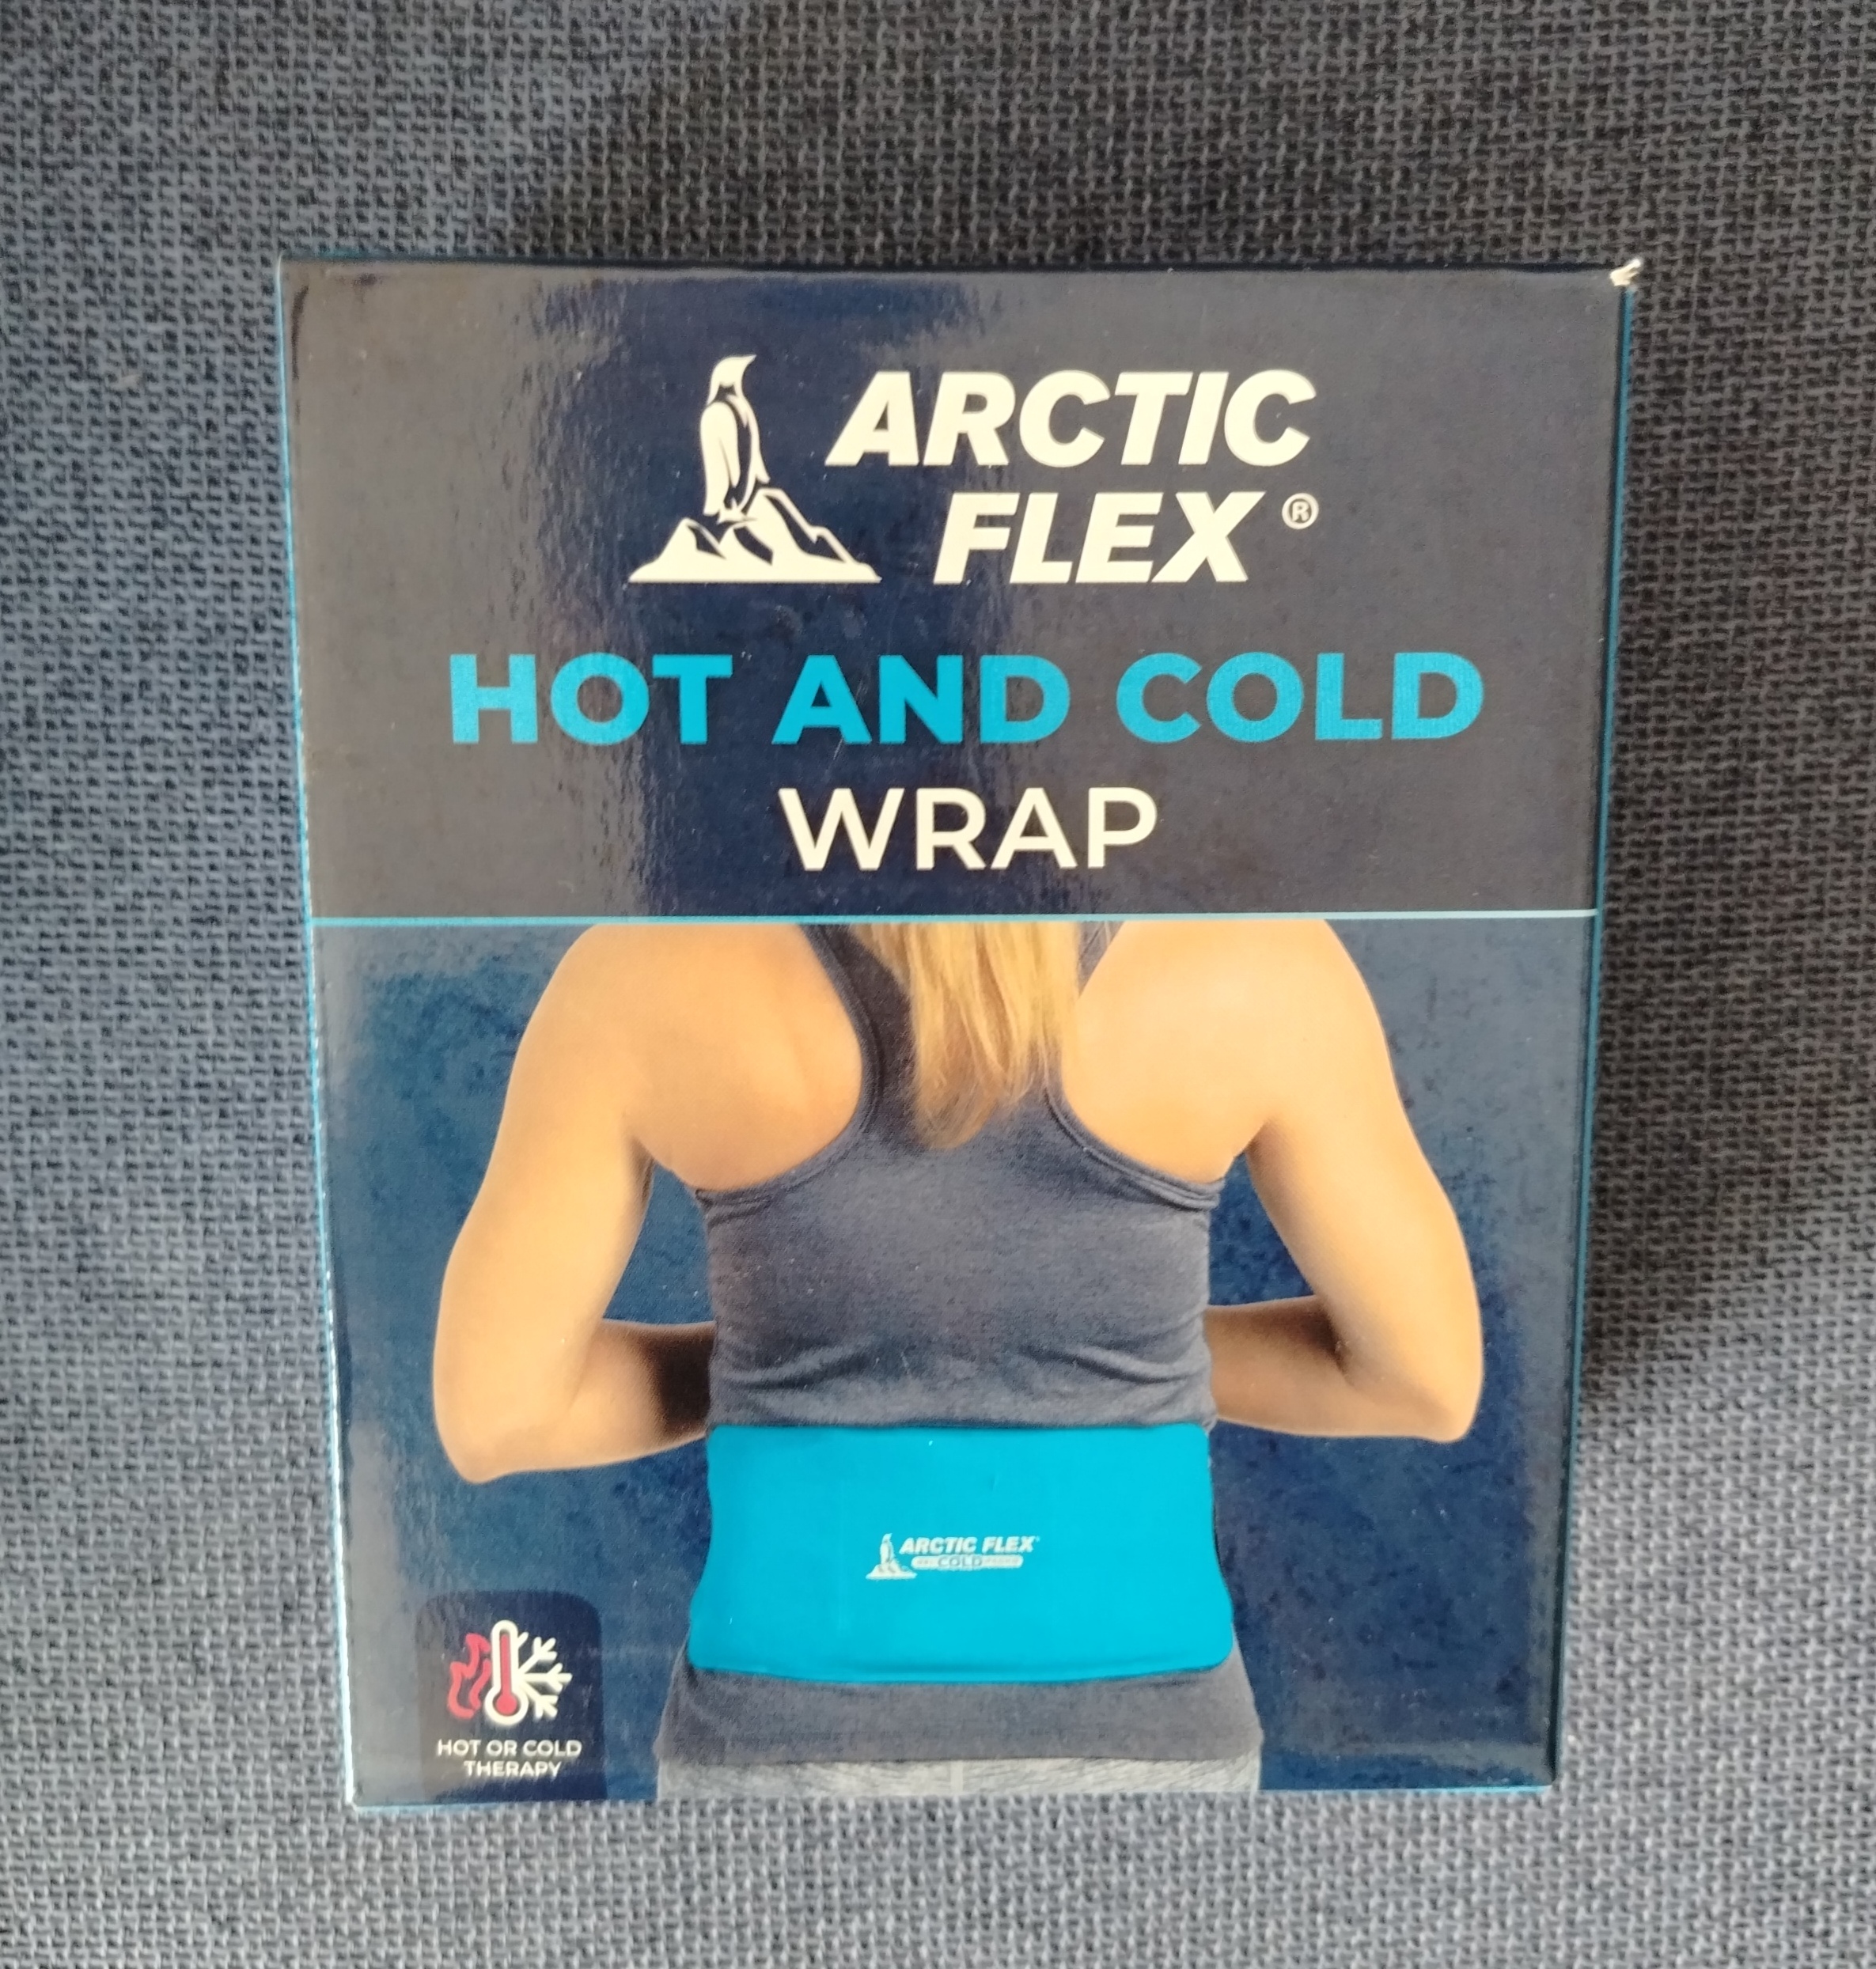 ARCTIC
FLEX®
HOT AND COLD
WRAP
ARCTIC FLEX
COLD
HOT OR COLD
THERAPY